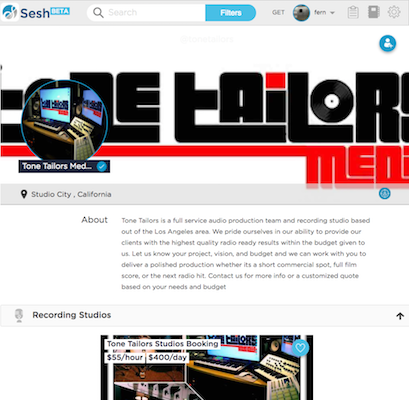 Sesh BETA
Search
Filters
GET
fern
TONE TAILORS
MEDI
Tone Tailors Med...
Studio City , California
About
Tone Tailors is a full service audio production team and recording studio based
out of the Los Angeles area. We pride ourselves in our ability to provide our
clients with the highest quality radio ready results within the budget given to
us. Let us know your project, vision, and budget and we can work with you to
deliver a polished production whether its a short commercial spot, full film
score, or the next radio hit. Contact us for more info or a customized quote
based on your needs and budget
Recording Studios
Tone Tailors Studios Booking
$55/hour $400/day